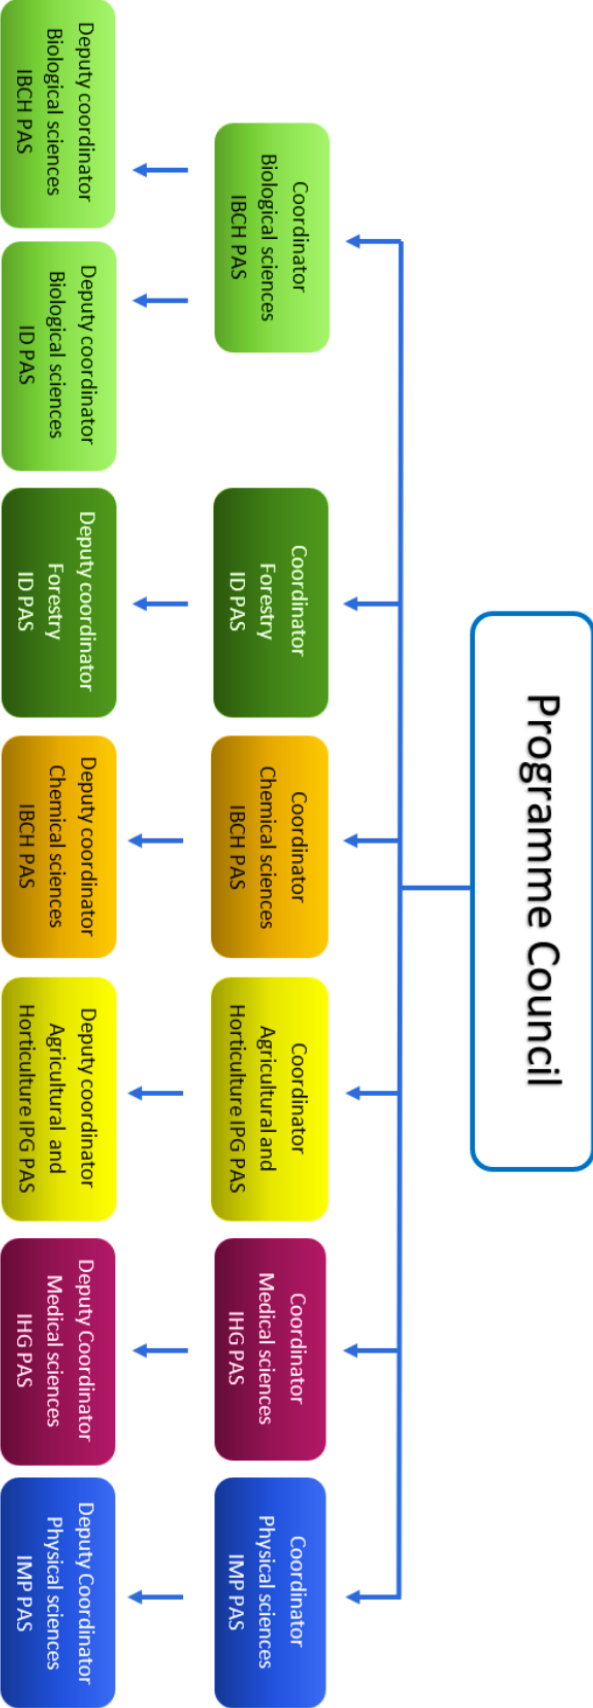 Programme Council
Coordinator
Biological sciences
IBCH PAS
Coordinator
Forestry
ID PAS
Coordinator
Chemical sciences
IBCH PAS
Coordinator
Agricultural and
Horticulture IPG PAS
Coordinator
Medical sciences
IHG PAS
Coordinator
Physical sciences
IMP PAS
Deputy coordinator
Biological sciences
IBCH PAS
Deputy coordinator
Biological sciences
ID PAS
Deputy coordinator
Forestry
ID PAS
Deputy coordinator
Chemical sciences
IBCH PAS
Deputy coordinator
Agricultural and
Horticulture IPG PAS
Deputy Coordinator
Medical sciences
IHG PAS
Deputy Coordinator
Physical sciences
IMP PAS